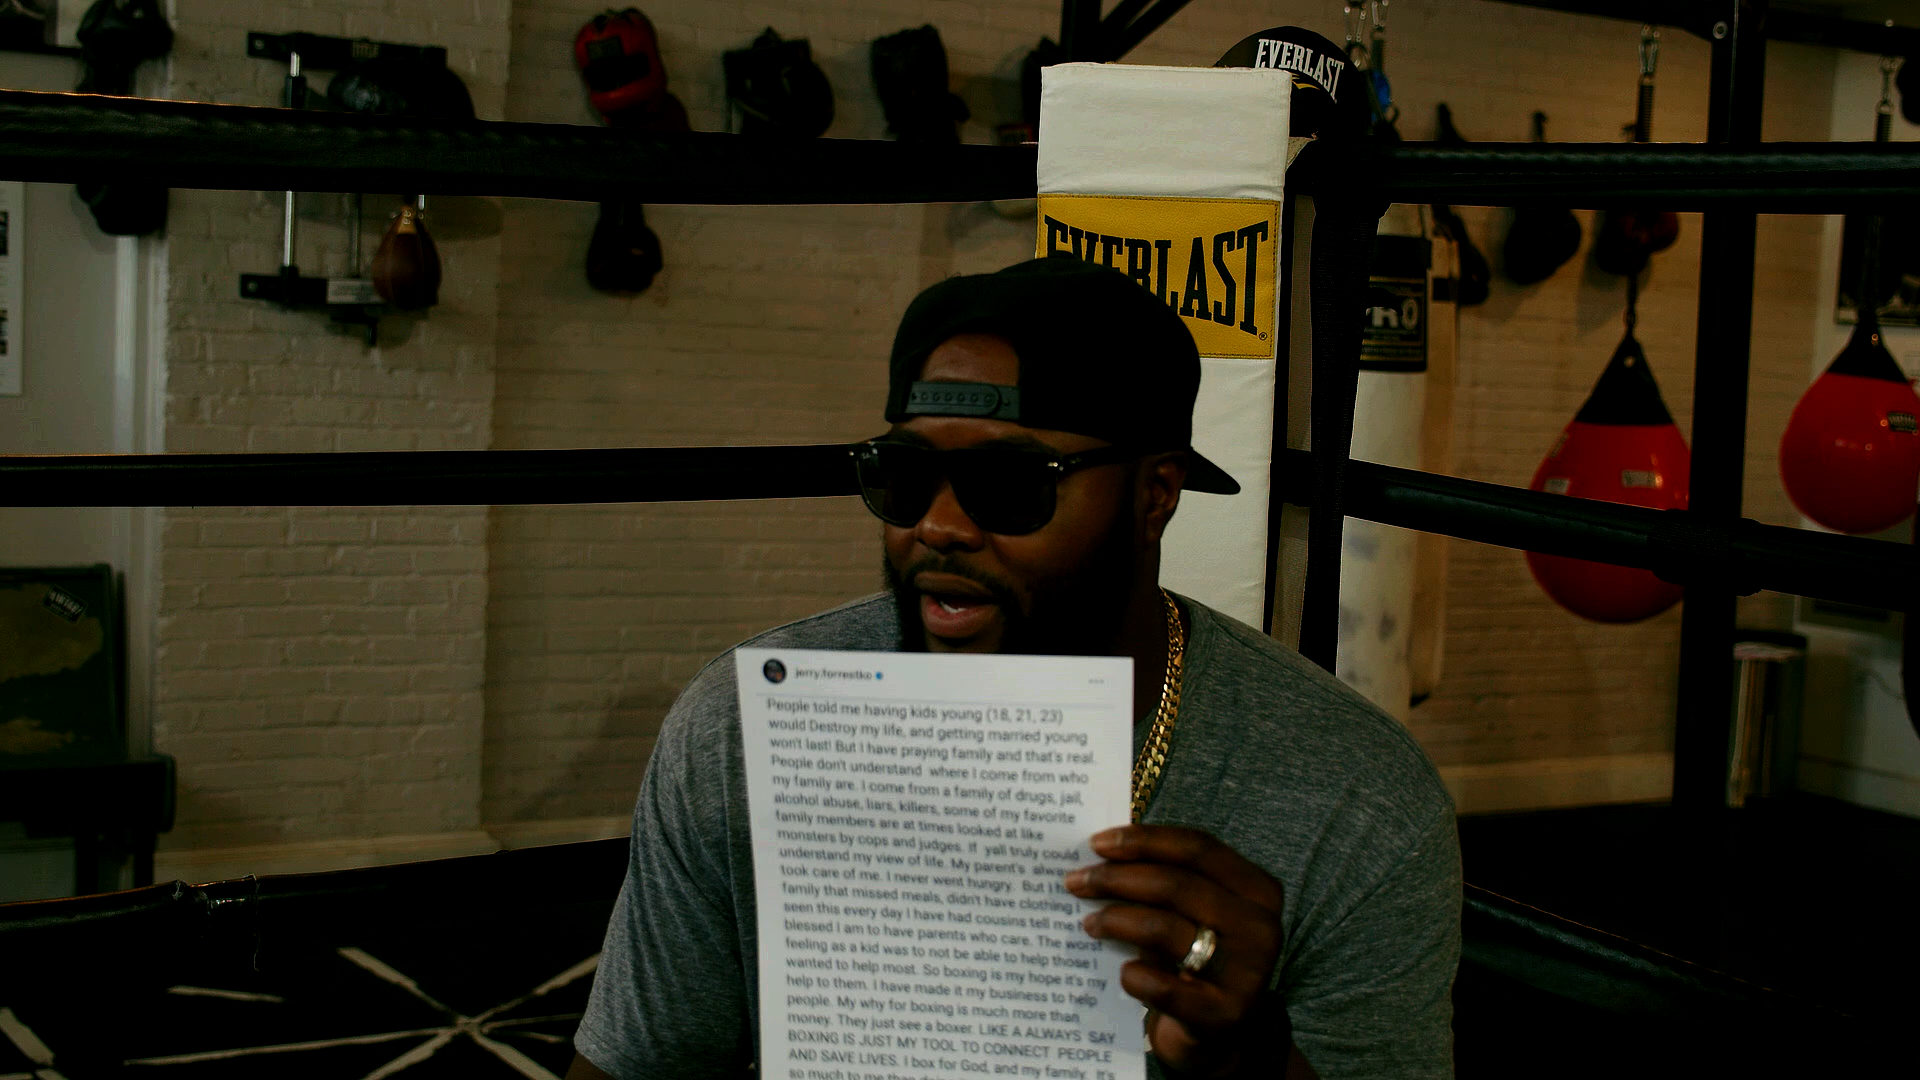 EVERLAST
EVERLAST
TITLE
jerry.forrestko
People told me having kids young (18, 21, 23)
would Destroy my life, and getting married young
won't last! But I have praying family and that's real.
People don't understand where I come from who
my family are. I come from a family of drugs, jail,
alcohol abuse, liars, killers, some of my favorite
family members are at times looked at like
monsters by cops and judges. If yall truly could
understand my view of life. My parent's
took care of me. I never went hungry. But I
family that missed meals, didn't have clothing I
seen this every day I have had cousins tell me
blessed I am to have parents who care. The worst
feeling as a kid was to not be able to help those I
wanted to help most. So boxing is my hope it's my
help to them. I have made it my business to help
people. My why for boxing is much more than
money. They just see a boxer. LIKE A ALWAYS SAY
BOXING IS JUST MY TOOL TO CONNECT PEOPLE
AND SAVE LIVES. I box for God, and my family. It's
so much to me than